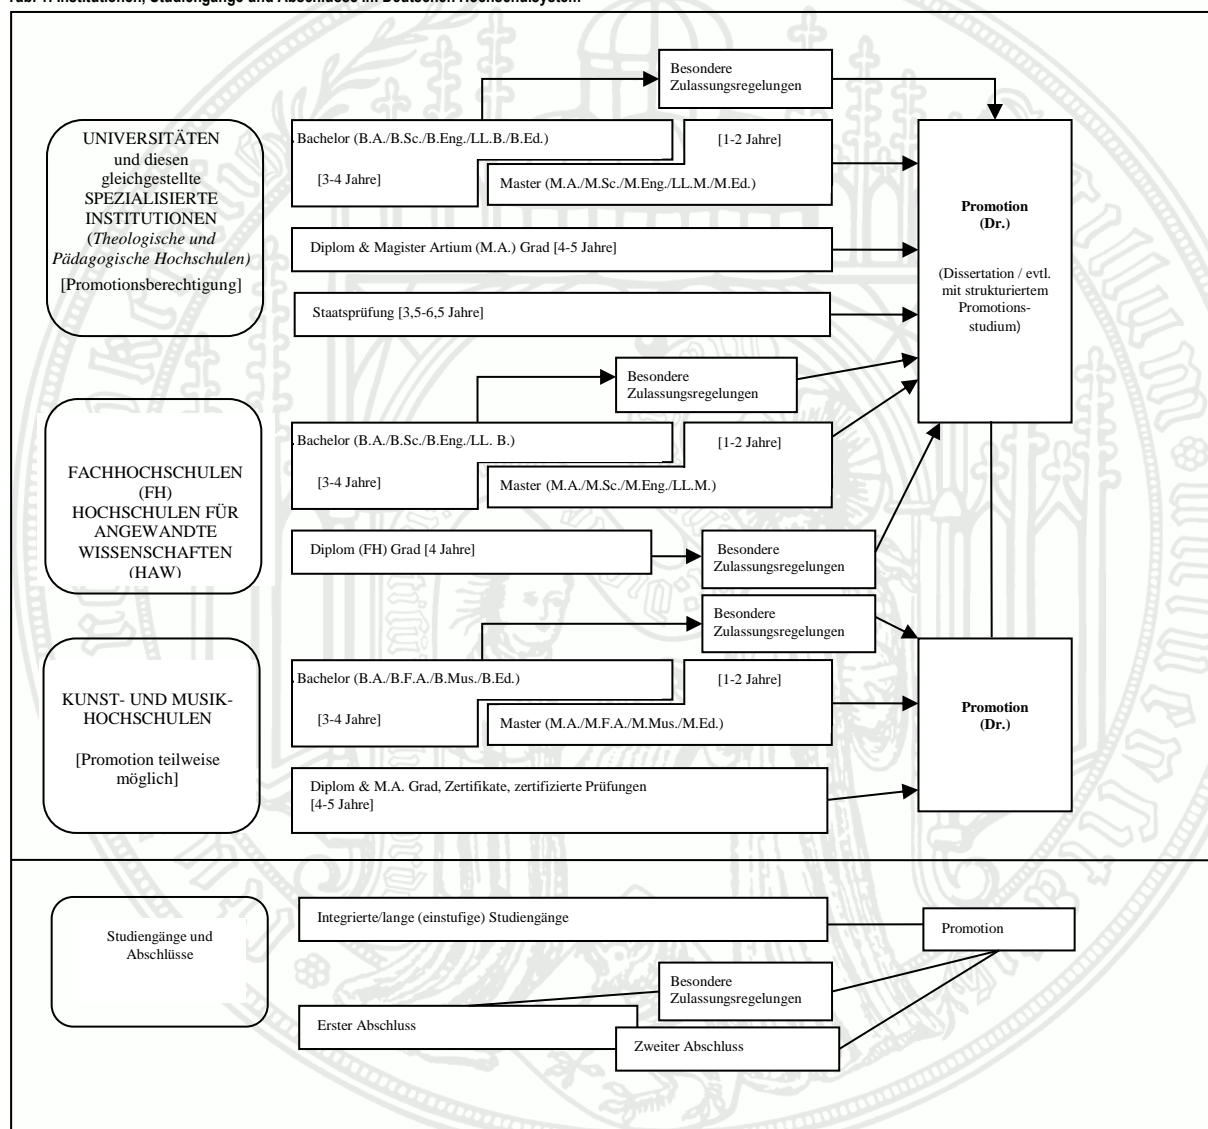 Tab. 1: Institutionen, Studiengänge und Abschlüsse im Deutschen Hochschulsystem
UNIVERSITÄTEN
und diesen
gleichgestellte
SPEZIALISIERTE
INSTITUTIONEN
(Theologische und
Pädagogische Hochschulen)
[Promotionsberechtigung]
Besondere
Zulassungsregelungen
Bachelor (B.A./B.Sc./B.Eng./LL.B./B.Ed.)
[3-4 Jahre]
[1-2 Jahre]
Master (M.A./M.Sc./M.Eng./LL.M./M.Ed.)
Diplom & Magister Artium (M.A.) Grad [4-5 Jahre]
Staatsprüfung [3,5-6,5 Jahre]
Promotion
(Dr.)
(Dissertation / evtl.
mit strukturiertem
Promotions-
studium)
FACHHOCHSCHULEN
(FH)
HOCHSCHULEN FÜR
ANGEWANDTE
WISSENSCHAFTEN
(HAW)
Besondere
Zulassungsregelungen
Bachelor (B.A./B.Sc./B.Eng./LL. B.)
[3-4 Jahre]
[1-2 Jahre]
Master (M.A./M.Sc./M.Eng./LL.M.)
Diplom (FH) Grad [4 Jahre]
Besondere
Zulassungsregelungen
KUNST- UND MUSIK-
HOCHSCHULEN
[Promotion teilweise
möglich]
Besondere
Zulassungsregelungen
Bachelor (B.A./B.F.A./B.Mus./B.Ed.)
[3-4 Jahre]
[1-2 Jahre]
Master (M.A./M.F.A./M.Mus./M.Ed.)
Diplom & M.A. Grad, Zertifikate, zertifizierte Prüfungen
[4-5 Jahre]
Promotion
(Dr.)
Studiengänge und
Abschlüsse
Integrierte/lange (einstufige) Studiengänge
Promotion
Besondere
Zulassungsregelungen
Erster Abschluss
Zweiter Abschluss